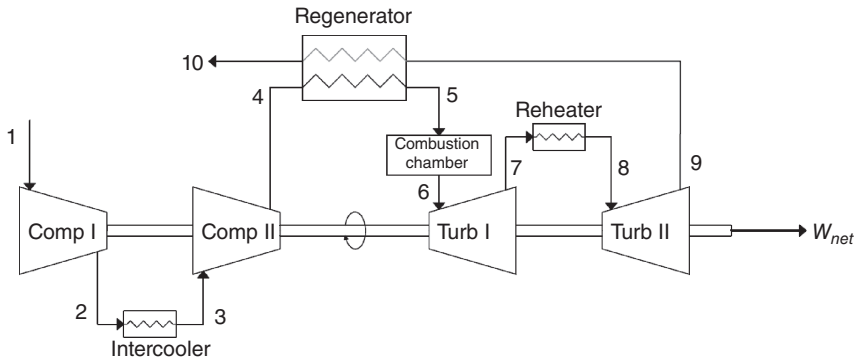 Regenerator
10
4
5
Reheater
1
Combustion
chamber
7
8
9
6
Comp I
Comp II
Turb I
Turb II
Wnet
2
3
Intercooler